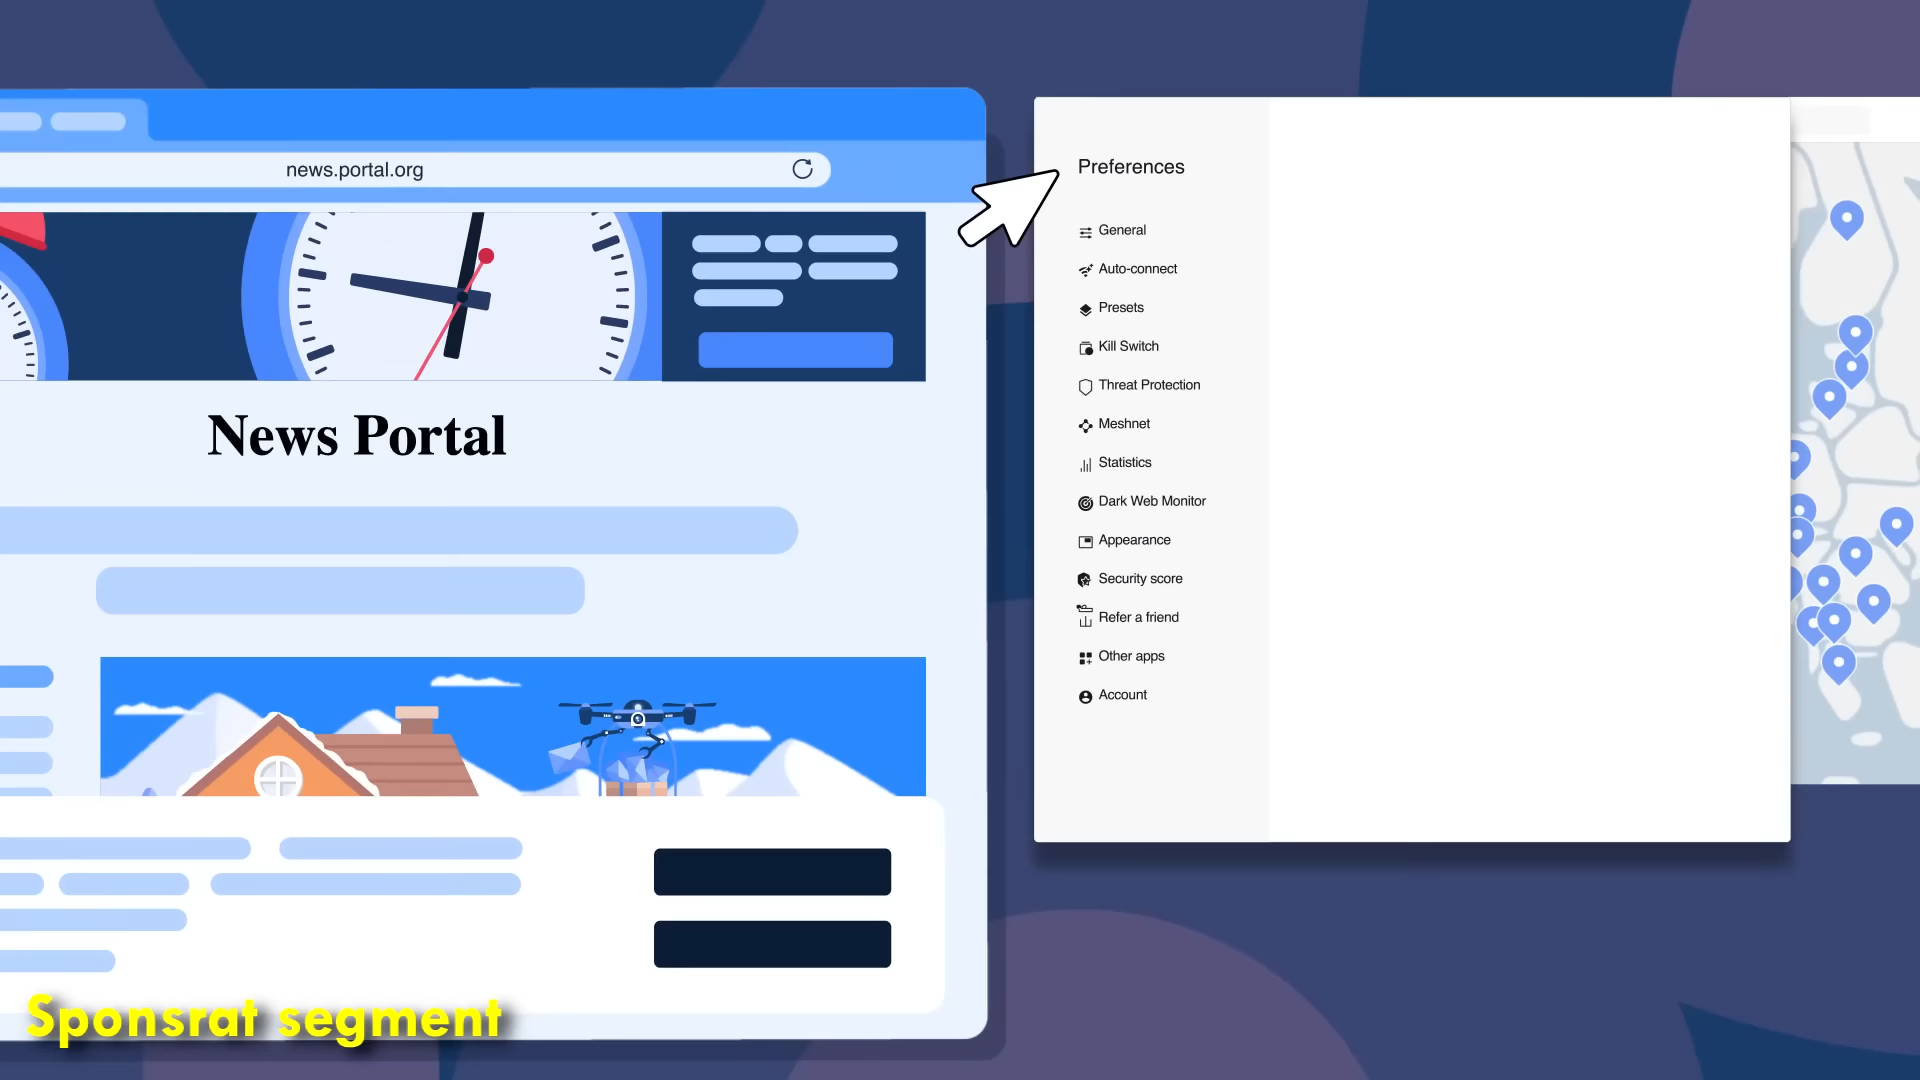 news.portal.org
News Portal
Preferences
General
Auto-connect
Presets
Kill Switch
Threat Protection
Meshnet
Statistics
Dark Web Monitor
Appearance
Security score
Refer a friend
Other apps
Account
Sponsrat segment